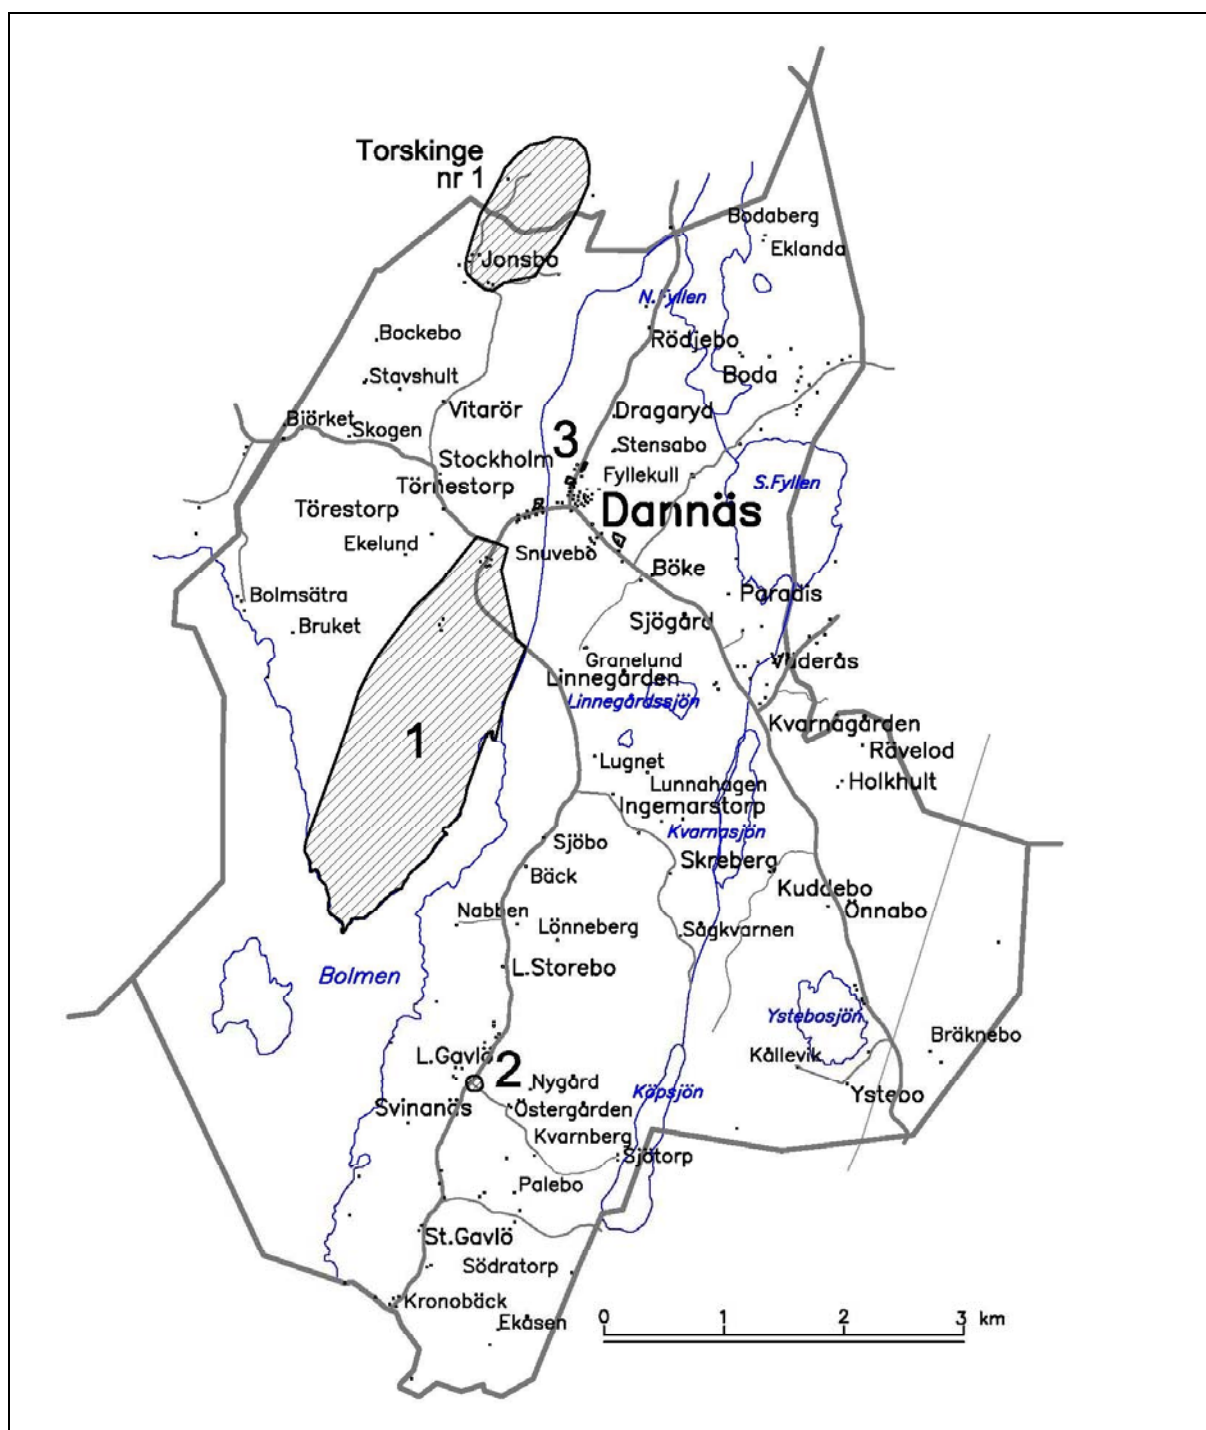 Torskinge
nr 1
Bodaberg
Eklanda
Jonsbo
N.Fyllen
Bockebo
Rödjebo
Stavshult
Boda
Vitarör
Dragaryd
Björket
Skogen
3
Stensabo
Stockholm
Fyllekull
S.Fyllen
Törnestorp
Törestorp
Dannäs
Ekelund
Snuvebo
Böke
Bolmsätra
Paradis
Bruket
Sjögård
Granelund
Linnegården
Linnegårdssjön
Kvarnagården
1
Rävelod
Lugnet
Lunnahagen
Holkhult
Ingemarstorp
Kvarnasjön
Sjöbo
Skreberg
Bäck
Kuddebo
Önnabo
Nabben
Lönneberg
Sågkvarnen
L.Storebo
Bolmen
Ystebosjön
Bräknebo
L.Gavlö
Kållevik
2
Nygård
Köpsjön
Ystebo
Svinanäs
Östergården
Kvarnberg
Sjötorp
Palebo
St.Gavlö
Södratorp
Kronobäck
Ekåsen
0 1 2 3 km